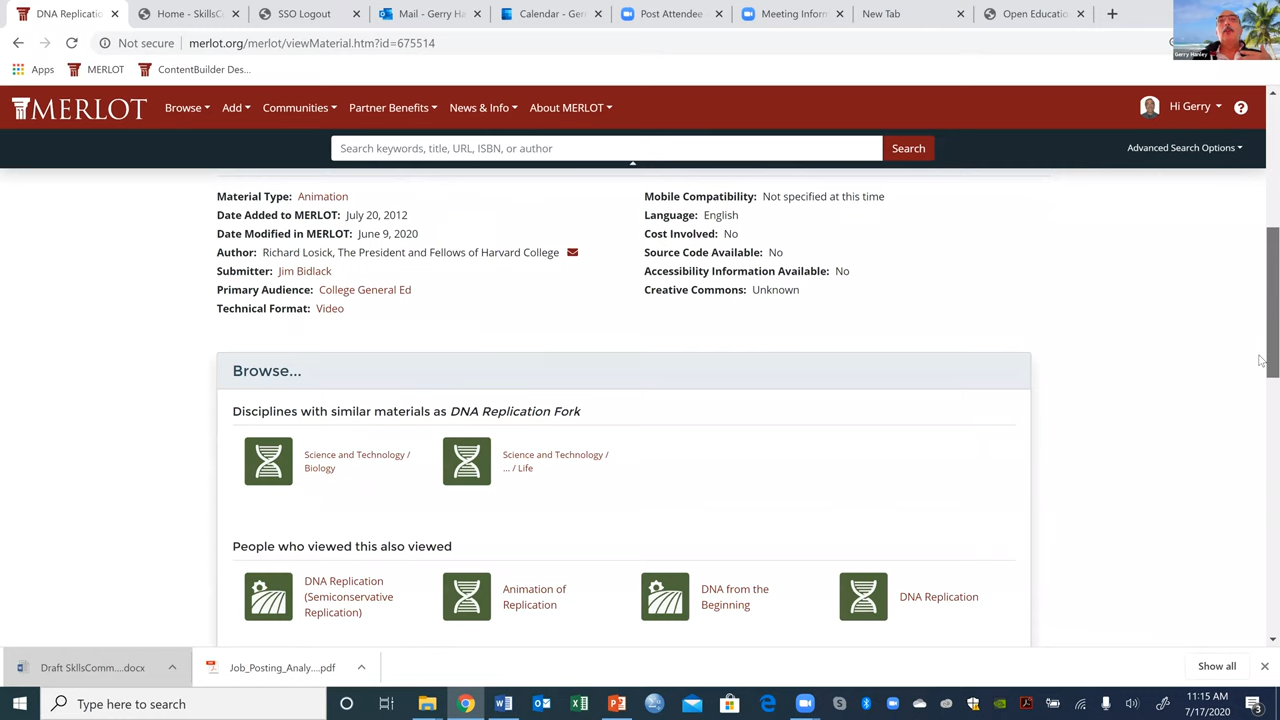 DNA Replicatio
Home - SkillsC
SSO Logout
Mail - Gerry Ha
Calendar - Ger
Post Attendee
Meeting Inform
New Tab
Open Educatio
Not secure merlot.org/merlot/viewMaterial.htm?id=675514
Gerry Hanley
Apps MERLOT ContentBuilder Des...
MERLOT Browse Add Communities Partner Benefits News & Info About MERLOT Hi Gerry ?
Search keywords, title, URL, ISBN, or author Search Advanced Search Options
Material Type: Animation
Date Added to MERLOT: July 20, 2012
Date Modified in MERLOT: June 9, 2020
Author: Richard Losick, The President and Fellows of Harvard College
Submitter: Jim Bidlack
Primary Audience: College General Ed
Technical Format: Video
Mobile Compatibility: Not specified at this time
Language: English
Cost Involved: No
Source Code Available: No
Accessibility Information Available: No
Creative Commons: Unknown
Browse...
Disciplines with similar materials as DNA Replication Fork
Science and Technology /
Biology
Science and Technology /
... / Life
People who viewed this also viewed
DNA Replication
(Semiconservative
Replication)
Animation of
Replication
DNA from the
Beginning
DNA Replication
Draft SkllsComm....docx
Job_Posting_Analy....pdf
Show all
Type here to search
11:15 AM
7/17/2020
3